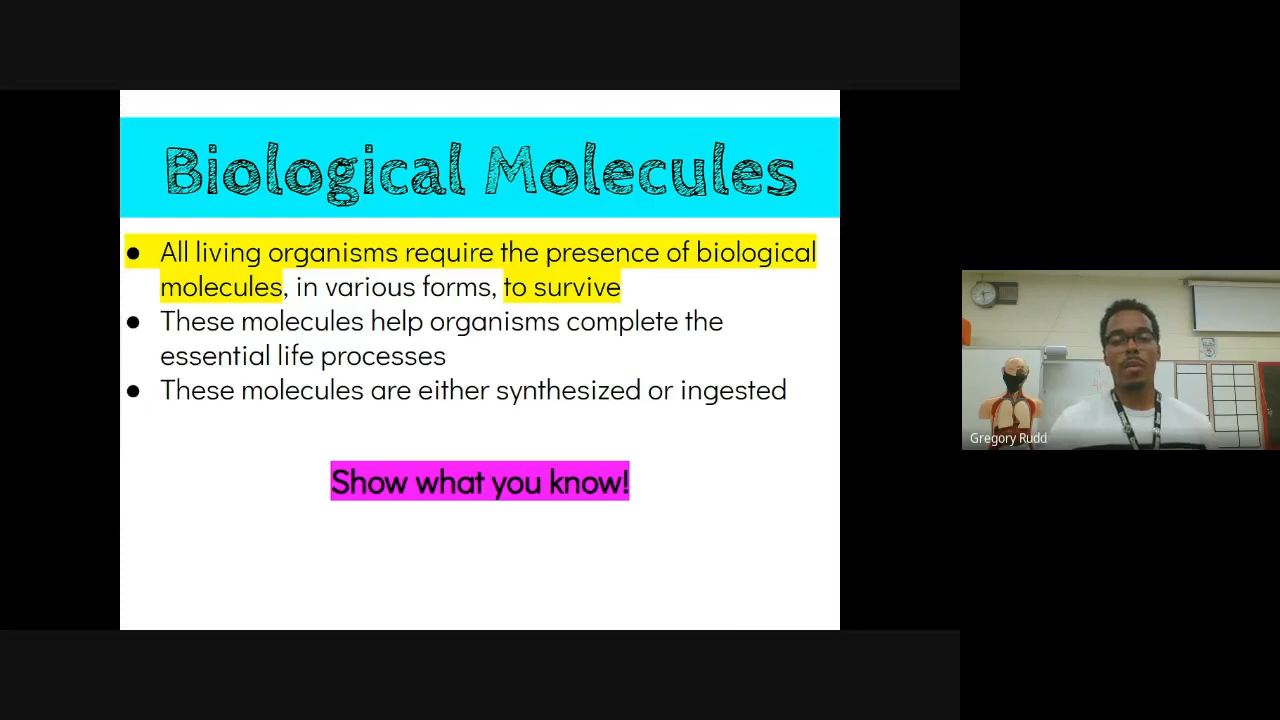 Biological Molecules
● All living organisms require the presence of biological
molecules, in various forms, to survive
● These molecules help organisms complete the
essential life processes
● These molecules are either synthesized or ingested
Show what you know!
Gregory Rudd